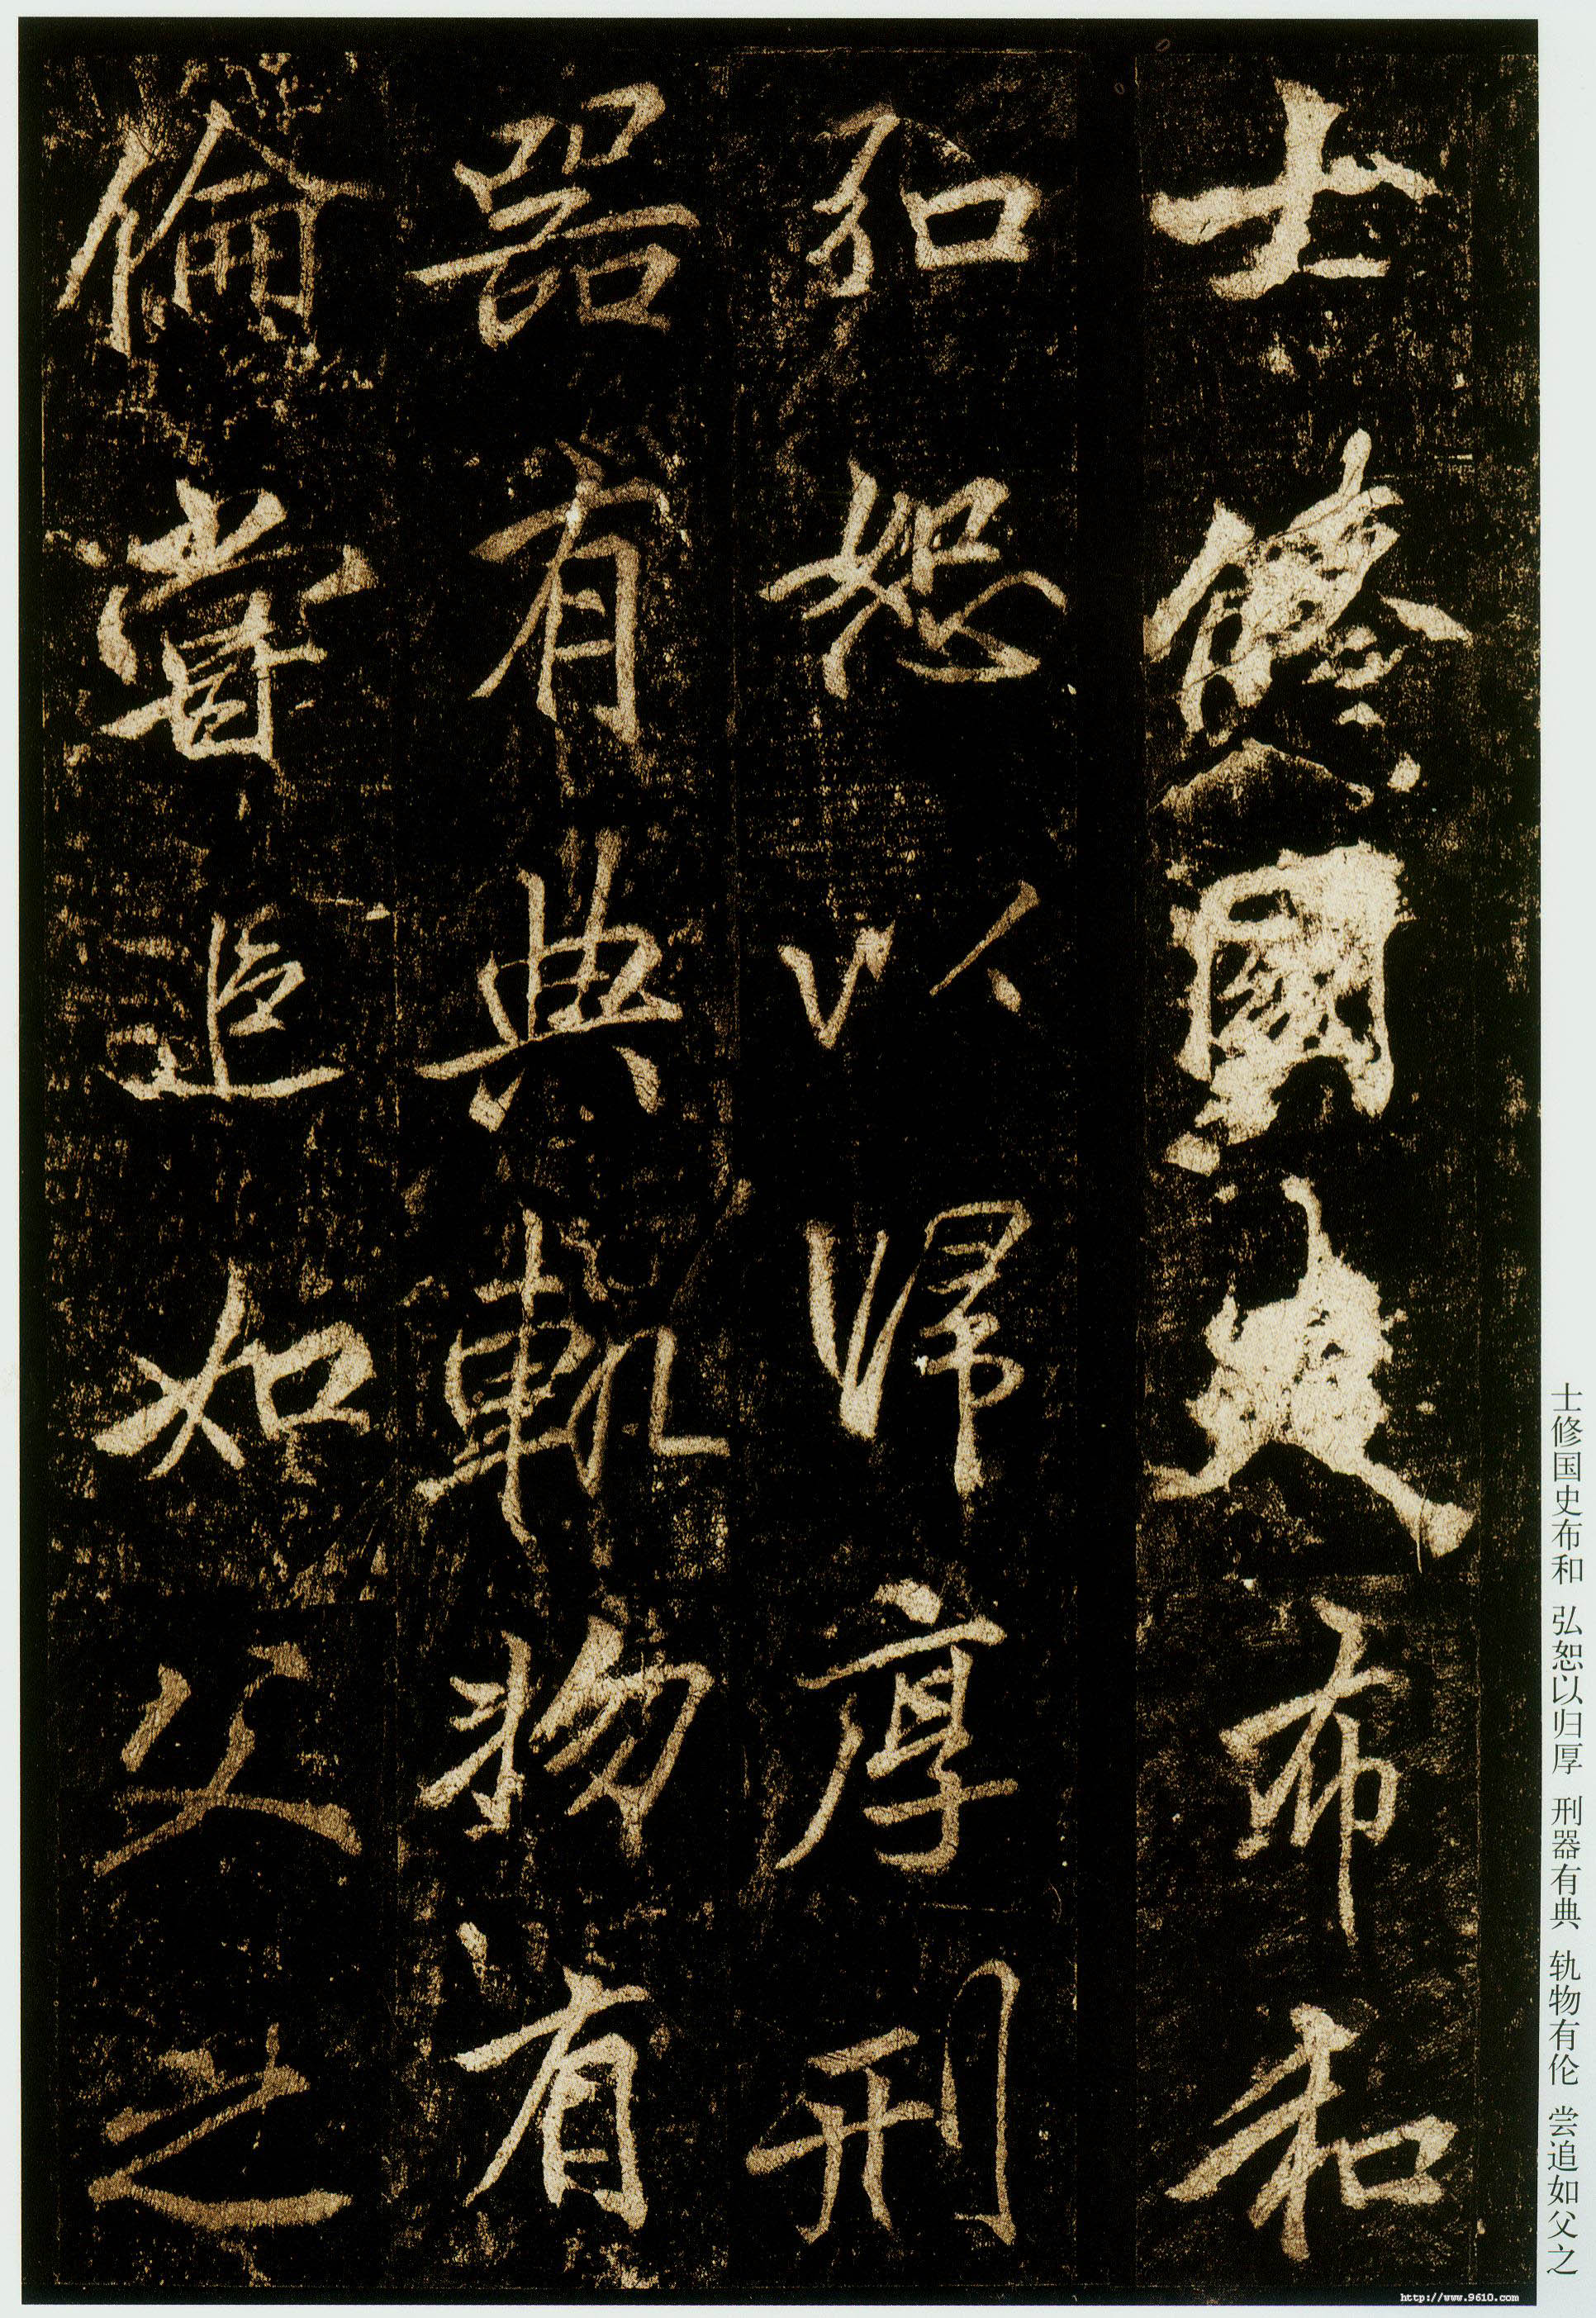 士修國史布和
弘恕以歸厚刑
器有典軌物有
倫嘗追如父之
士修国史布和 弘恕以归厚 刑器有典 轨物有伦 尝追如父之
http://www.9610.com